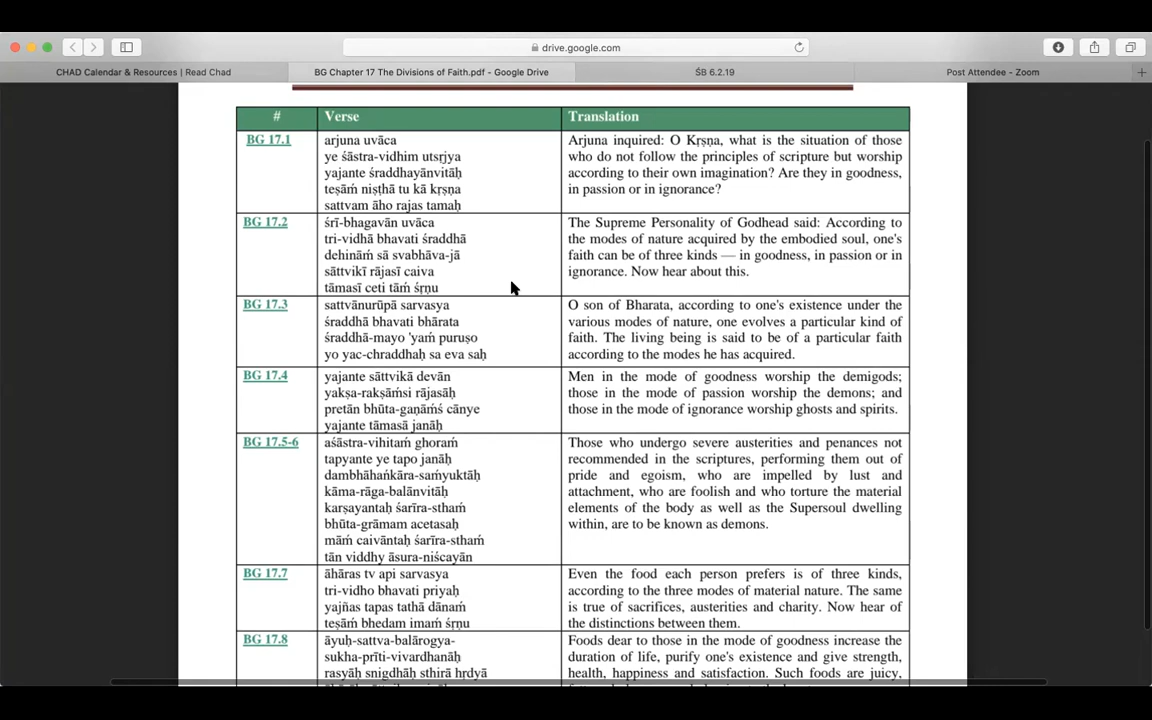 drive.google.com
CHAD Calendar & Resources | Read Chad
BG Chapter 17 The Divisions of Faith.pdf - Google Drive
ŚB 6.2.19
Post Attendee - Zoom
# Verse Translation
BG 17.1
arjuna uvāca
ye śāstra-vidhim utsṛjya
yajante śraddhayānvitāḥ
teṣāṁ niṣṭhā tu kā kṛṣṇa
sattvam āho rajas tamaḥ
Arjuna inquired: O Kṛṣṇa, what is the situation of those
who do not follow the principles of scripture but worship
according to their own imagination? Are they in goodness,
in passion or in ignorance?
BG 17.2
śrī-bhagavān uvāca
tri-vidhā bhavati śraddhā
dehināṁ sā svabhāva-jā
sāttvikī rājasī caiva
tāmasī ceti tāṁ śṛṇu
The Supreme Personality of Godhead said: According to
the modes of nature acquired by the embodied soul, one's
faith can be of three kinds — in goodness, in passion or in
ignorance. Now hear about this.
BG 17.3
sattvānurūpā sarvasya
śraddhā bhavati bhārata
śraddhā-mayo 'yaṁ puruṣo
yo yac-chraddhaḥ sa eva saḥ
O son of Bharata, according to one's existence under the
various modes of nature, one evolves a particular kind of
faith. The living being is said to be of a particular faith
according to the modes he has acquired.
BG 17.4
yajante sāttvikā devān
yakṣa-rakṣāṁsi rājasāḥ
pretān bhūta-gaṇāṁś cānye
yajante tāmasā janāḥ
Men in the mode of goodness worship the demigods;
those in the mode of passion worship the demons; and
those in the mode of ignorance worship ghosts and spirits.
BG 17.5-6
aśāstra-vihitaṁ ghoraṁ
tapyante ye tapo janāḥ
dambhāhaṅkāra-saṁyuktāḥ
kāma-rāga-balānvitāḥ
karṣayantaḥ śarīra-sthaṁ
bhūta-grāmam acetasaḥ
māṁ caivāntaḥ śarīra-sthaṁ
tān viddhy āsura-niścayān
Those who undergo severe austerities and penances not
recommended in the scriptures, performing them out of
pride and egoism, who are impelled by lust and
attachment, who are foolish and who torture the material
elements of the body as well as the Supersoul dwelling
within, are to be known as demons.
BG 17.7
āhāras tv api sarvasya
tri-vidho bhavati priyaḥ
yajñas tapas tathā dānaṁ
teṣāṁ bhedam imaṁ śṛṇu
Even the food each person prefers is of three kinds,
according to the three modes of material nature. The same
is true of sacrifices, austerities and charity. Now hear of
the distinctions between them.
BG 17.8
āyuḥ-sattva-balārogya-
sukha-prīti-vivardhanāḥ
rasyāḥ snigdhāḥ sthirā hṛdyā
Foods dear to those in the mode of goodness increase the
duration of life, purify one's existence and give strength,
health, happiness and satisfaction. Such foods are juicy,